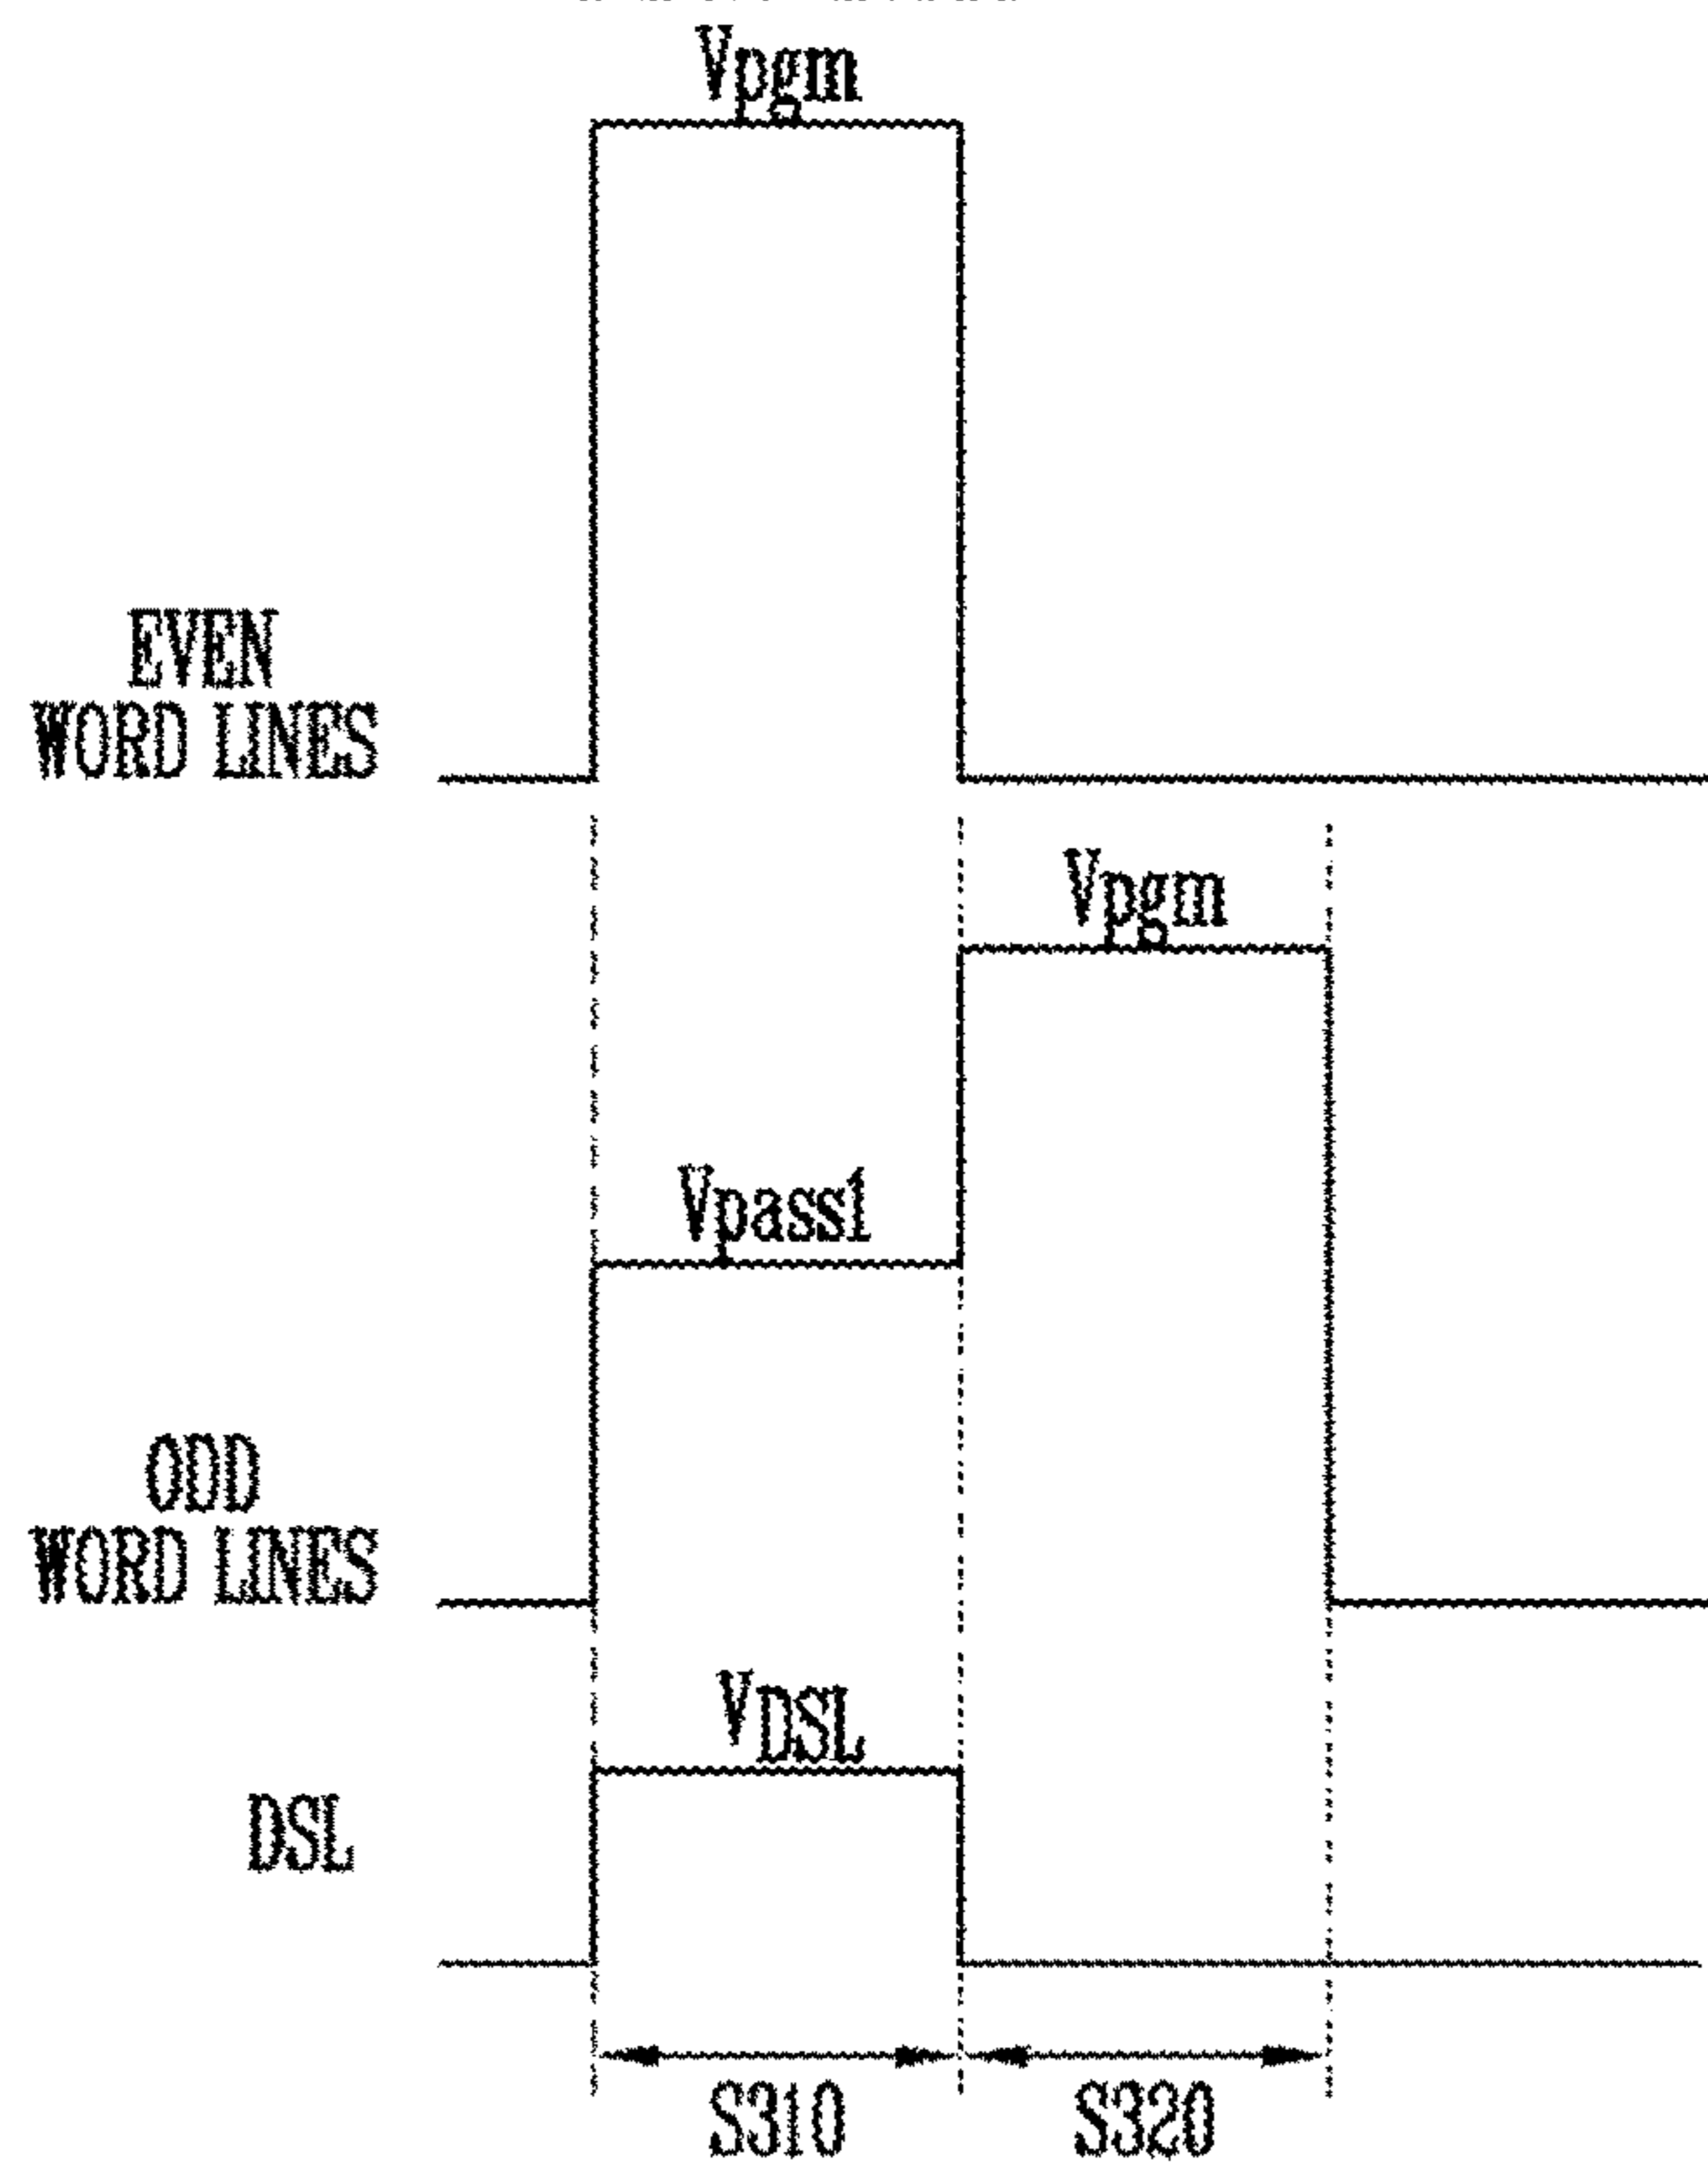 Vpgm
EVEN
WORD LINES
Vpgm
Vpass1
ODD
WORD LINES
VDSL
DSL
S310
S320